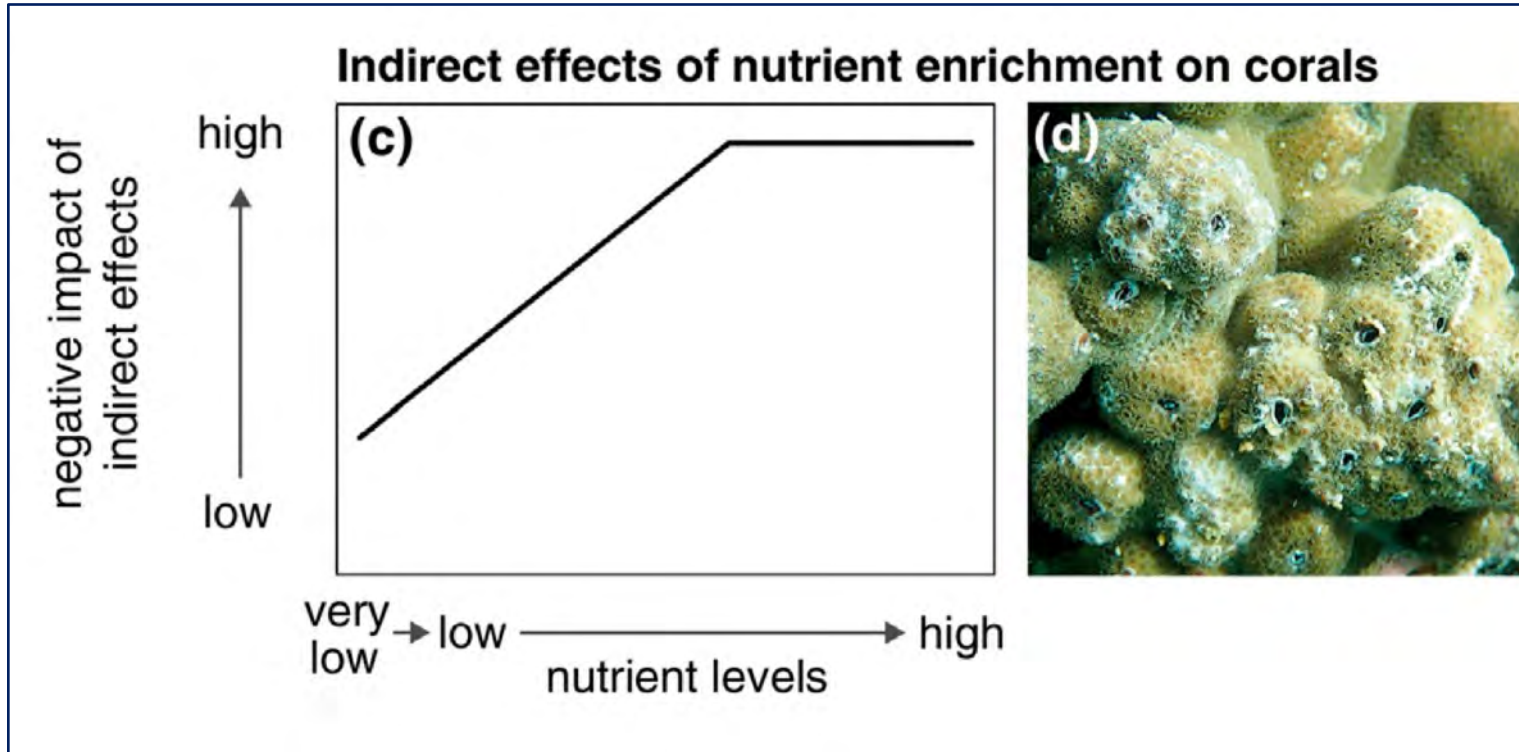 Indirect effects of nutrient enrichment on corals
negative impact of
indirect effects
high
low
(c)
(d)
very
low
low
high
nutrient levels